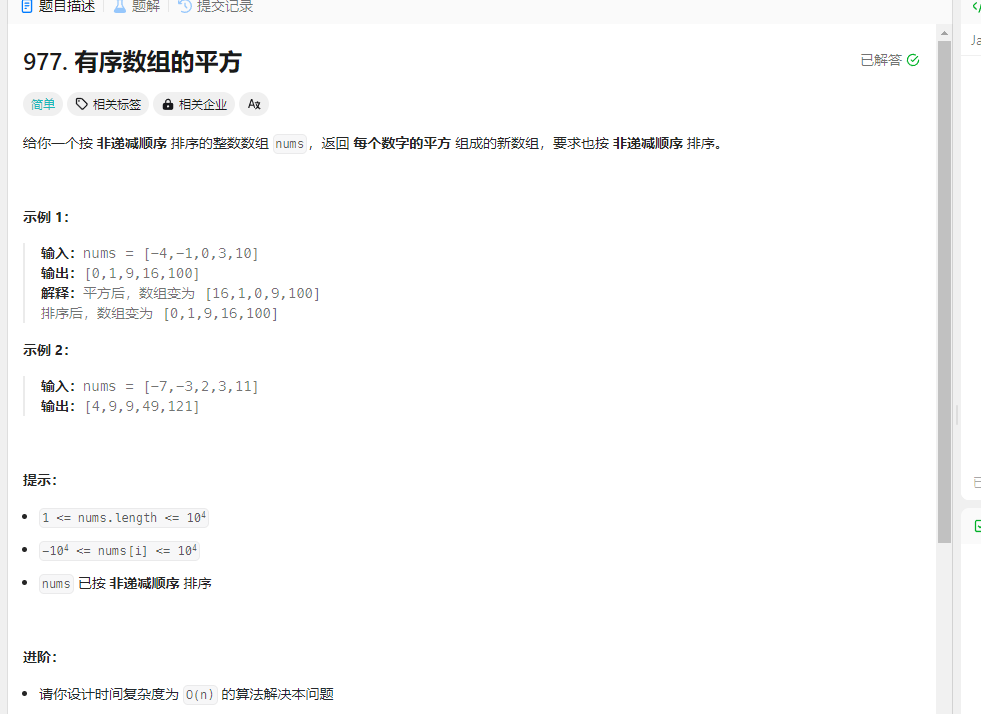 题目描述 题解 提交记录
977. 有序数组的平方
已解答
简单 相关标签 相关企业 Ax
给你一个按 非递减顺序 排序的整数数组 nums，返回 每个数字的平方 组成的新数组，要求也按 非递减顺序 排序。
示例 1：
输入：nums = [-4,-1,0,3,10]
输出：[0,1,9,16,100]
解释：平方后，数组变为 [16,1,0,9,100]
排序后，数组变为 [0,1,9,16,100]
示例 2：
输入：nums = [-7,-3,2,3,11]
输出：[4,9,9,49,121]
提示：
1 <= nums.length <= 10⁴
-10⁴ <= nums[i] <= 10⁴
nums 已按 非递减顺序 排序
进阶：
请你设计时间复杂度为 O(n) 的算法解决本问题